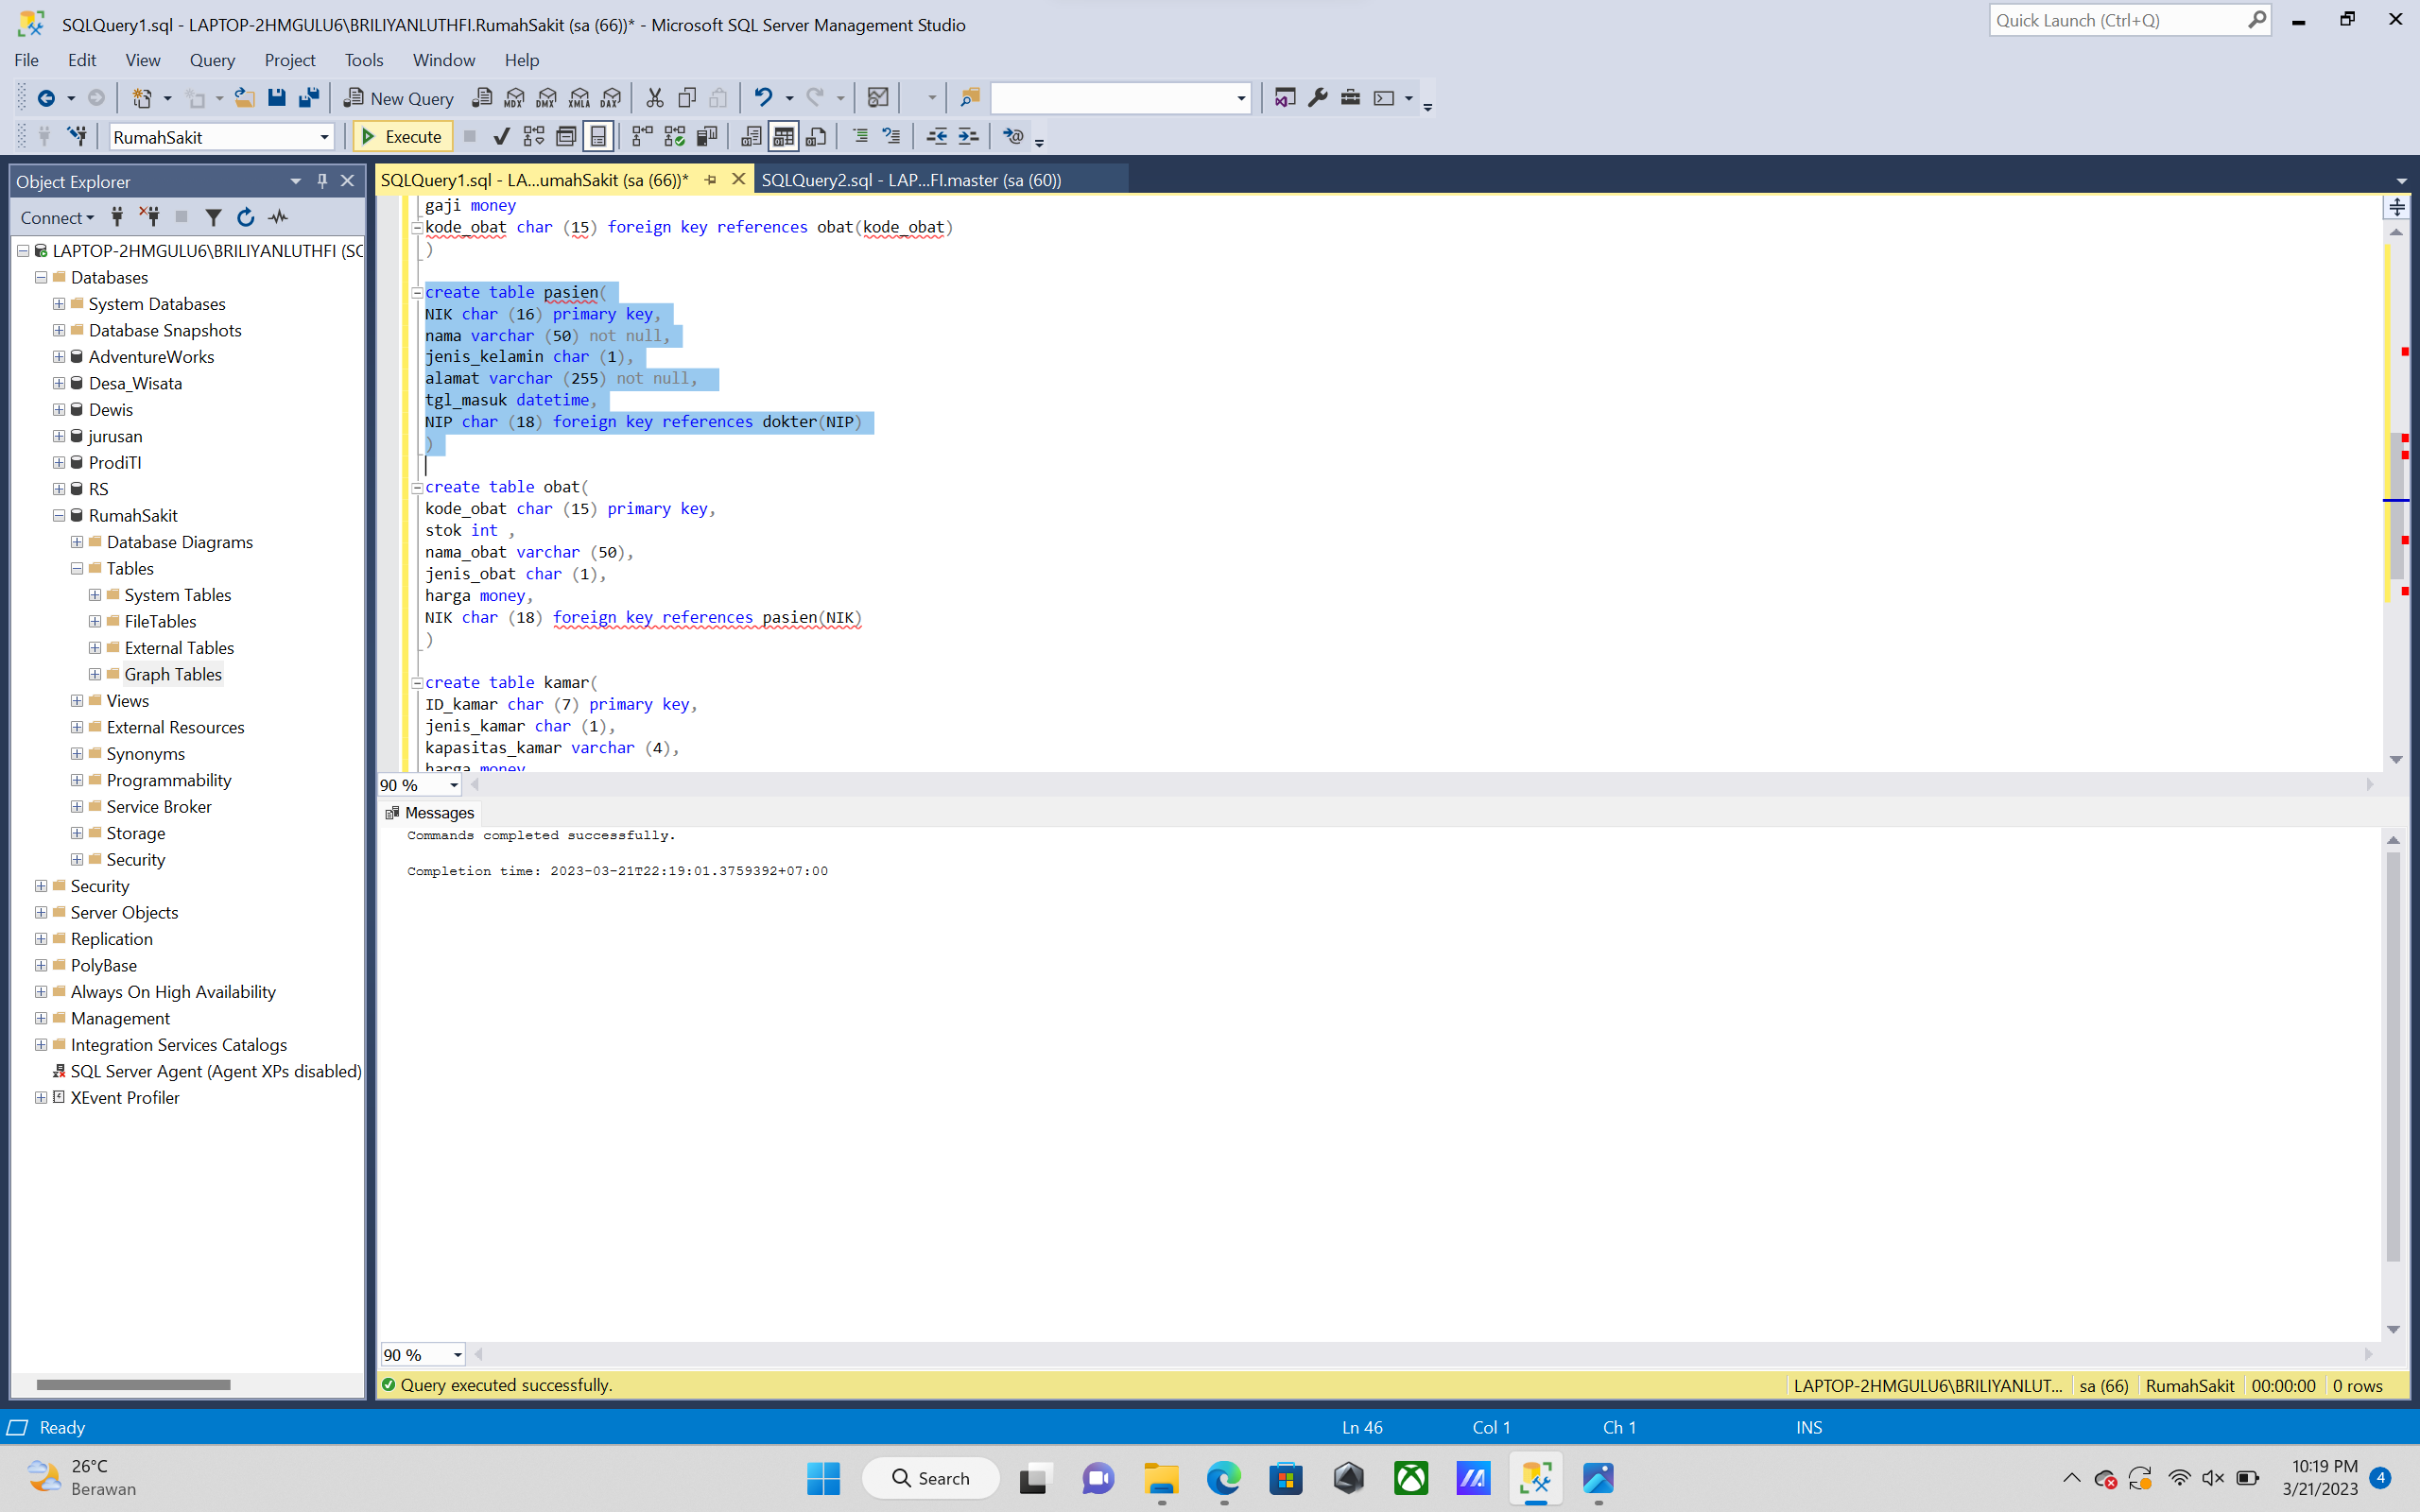 SQLQuery1.sql - LAPTOP-2HMGULU6\BRILIYANLUTHFI.RumahSakit (sa (66))* - Microsoft SQL Server Management Studio
Quick Launch (Ctrl+Q)
File Edit View Query Project Tools Window Help
New Query MDX DMX XMLA DAX
RumahSakit Execute
Object Explorer
SQLQuery1.sql - LA...umahSakit (sa (66))* SQLQuery2.sql - LAP...FI.master (sa (60))
Connect
LAPTOP-2HMGULU6\BRILIYANLUTHFI (SC
Databases
System Databases
Database Snapshots
AdventureWorks
Desa_Wisata
Dewis
jurusan
ProdiTI
RS
RumahSakit
Database Diagrams
Tables
System Tables
FileTables
External Tables
Graph Tables
Views
External Resources
Synonyms
Programmability
Service Broker
Storage
Security
Security
Server Objects
Replication
PolyBase
Always On High Availability
Management
Integration Services Catalogs
SQL Server Agent (Agent XPs disabled)
XEvent Profiler
gaji money
kode_obat char (15) foreign key references obat(kode_obat)
)
create table pasien(
NIK char (16) primary key,
nama varchar (50) not null,
jenis_kelamin char (1),
alamat varchar (255) not null,
tgl_masuk datetime,
NIP char (18) foreign key references dokter(NIP)
)
create table obat(
kode_obat char (15) primary key,
stok int ,
nama_obat varchar (50),
jenis_obat char (1),
harga money,
NIK char (18) foreign key references pasien(NIK)
)
create table kamar(
ID_kamar char (7) primary key,
jenis_kamar char (1),
kapasitas_kamar varchar (4),
harga money
90 %
Messages
Commands completed successfully.
Completion time: 2023-03-21T22:19:01.3759392+07:00
90 %
Query executed successfully. LAPTOP-2HMGULU6\BRILIYANLUT... sa (66) RumahSakit 00:00:00 0 rows
Ready Ln 46 Col 1 Ch 1 INS
26°C
Berawan
Search
10:19 PM
3/21/2023
4